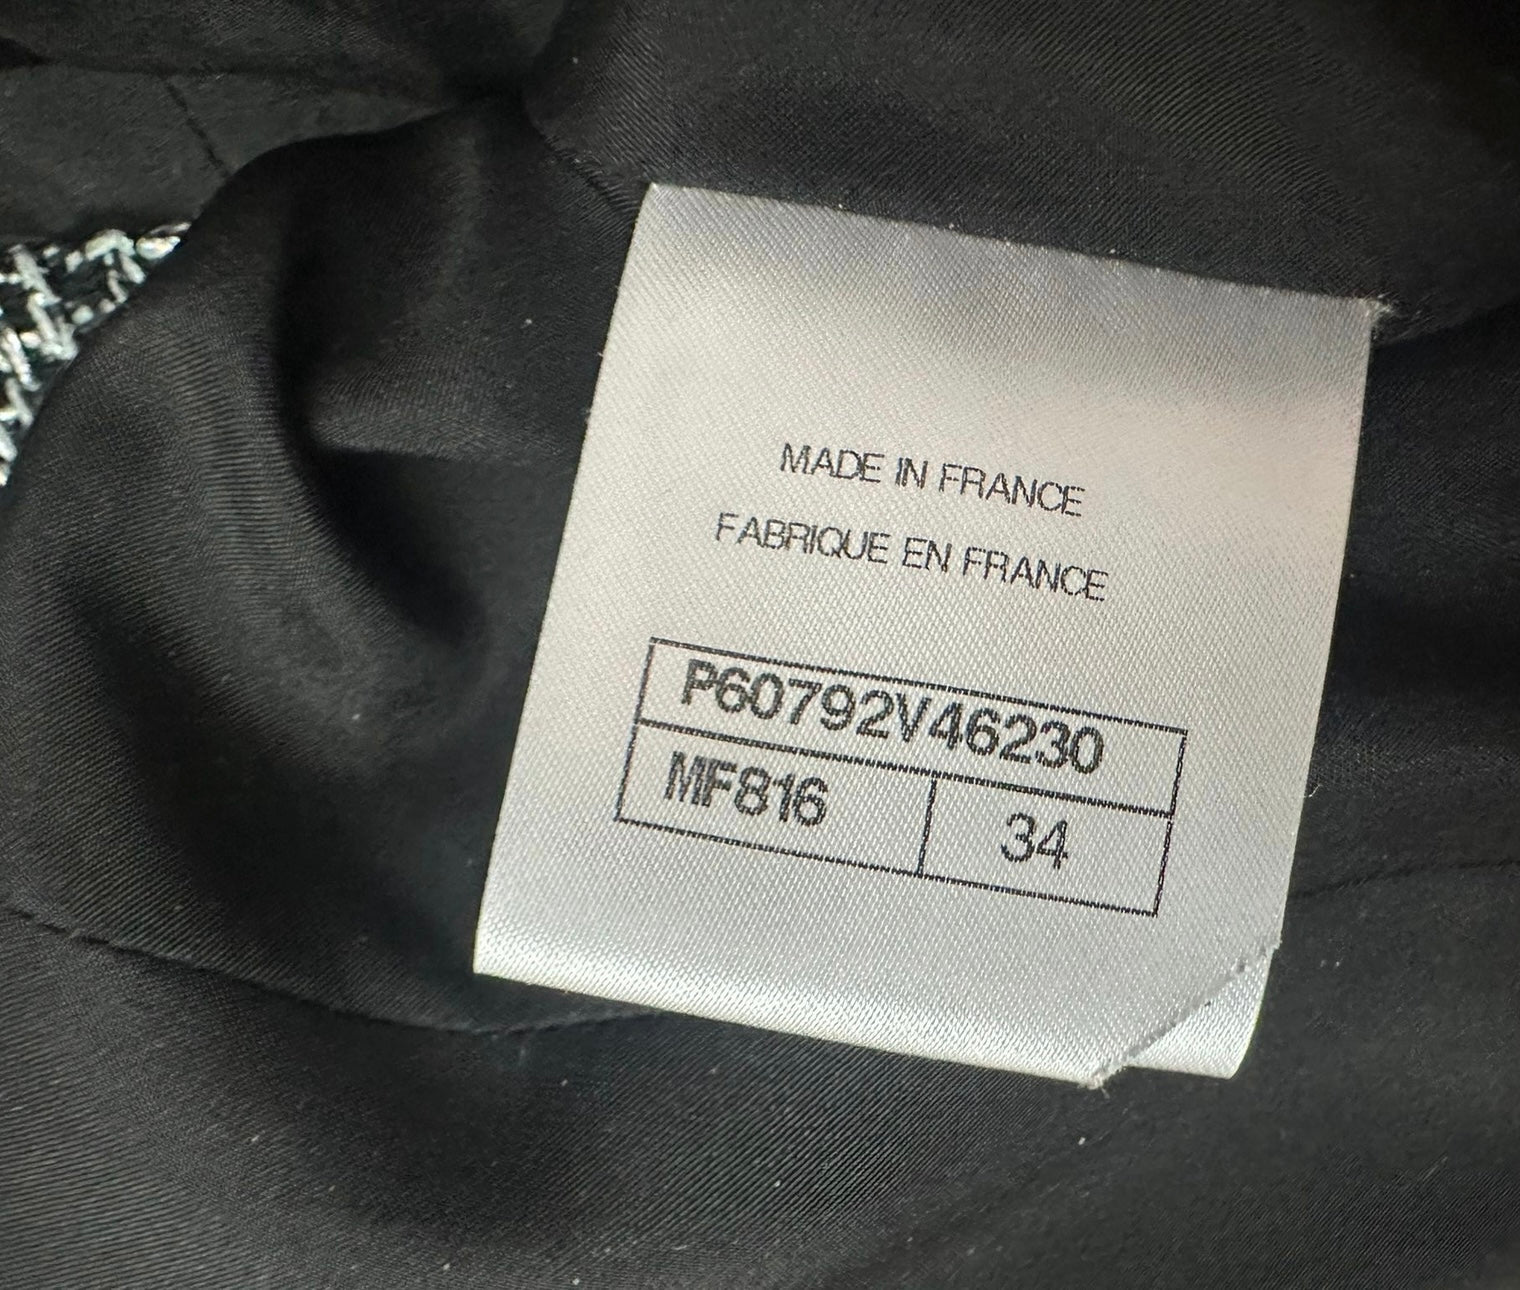 MADE IN FRANCE
FABRIQUE EN FRANCE
P60792V46230
MF816 34